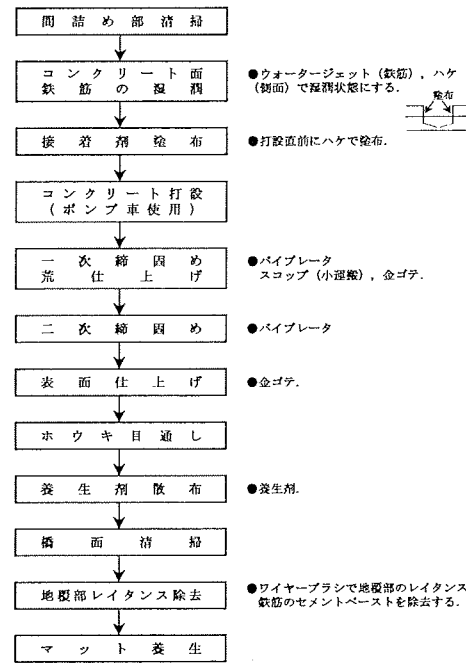 間詰め部清掃
コンクリート面
鉄筋の湿潤
●ウォータージェット(鉄筋),ハケ
(側面)で湿潤状態にする.
塗布
接着剤塗布
●打設直前にハケで塗布.
コンクリート打設
(ポンプ車使用)
一次締固め
荒仕上げ
●バイブレータ
スコップ(小運搬),金ゴテ.
二次締固め
●バイブレータ
表面仕上げ
●金ゴテ.
ホウキ目通し
養生剤散布
●養生剤.
橋面清掃
地覆部レイタンス除去
●ワイヤーブラシで地覆部のレイタンス
鉄筋のセメントペーストを除去する.
マット養生